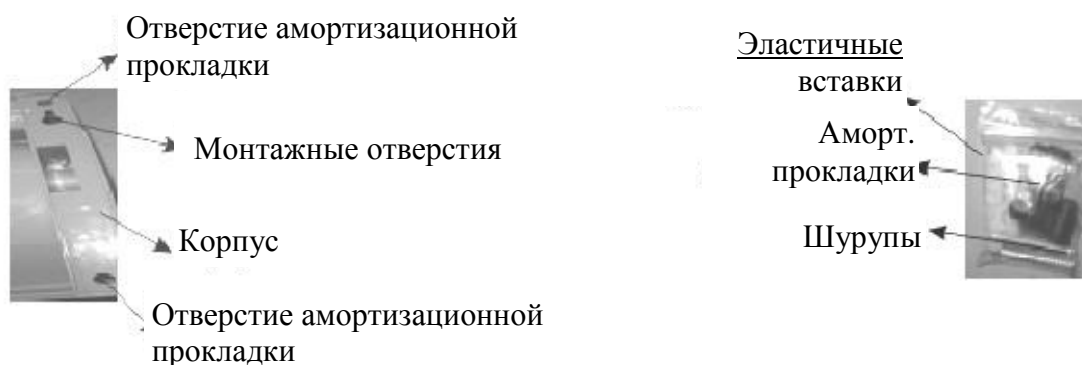 Отверстие амортизационной
прокладки
Монтажные отверстия
Корпус
Отверстие амортизационной
прокладки
Эластичные
вставки
Аморт.
прокладки
Шурупы